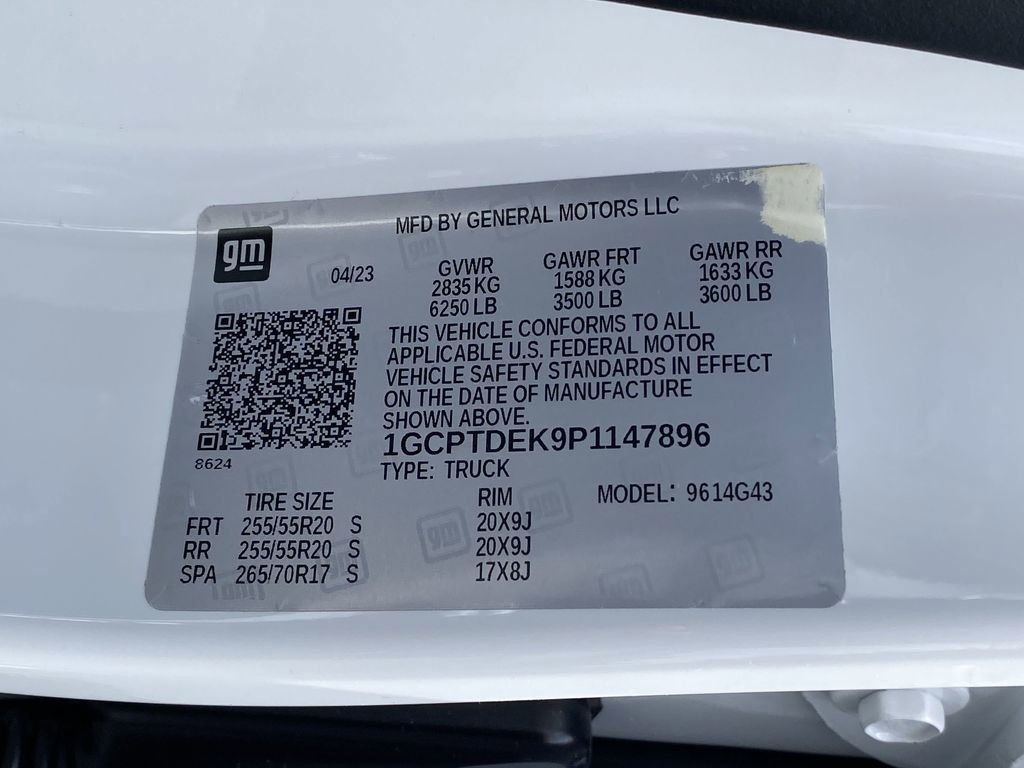 MFD BY GENERAL MOTORS LLC
gm
04/23
GVWR
2835 KG
6250 LB
GAWR FRT
1588 KG
3500 LB
GAWR RR
1633 KG
3600 LB
THIS VEHICLE CONFORMS TO ALL
APPLICABLE U.S. FEDERAL MOTOR
VEHICLE SAFETY STANDARDS IN EFFECT
ON THE DATE OF MANUFACTURE
SHOWN ABOVE.
1GCPTDEK9P1147896
8624
TYPE: TRUCK
MODEL: 9614G43
TIRE SIZE RIM
FRT 255/55R20 S 20X9J
RR 255/55R20 S 20X9J
SPA 265/70R17 S 17X8J